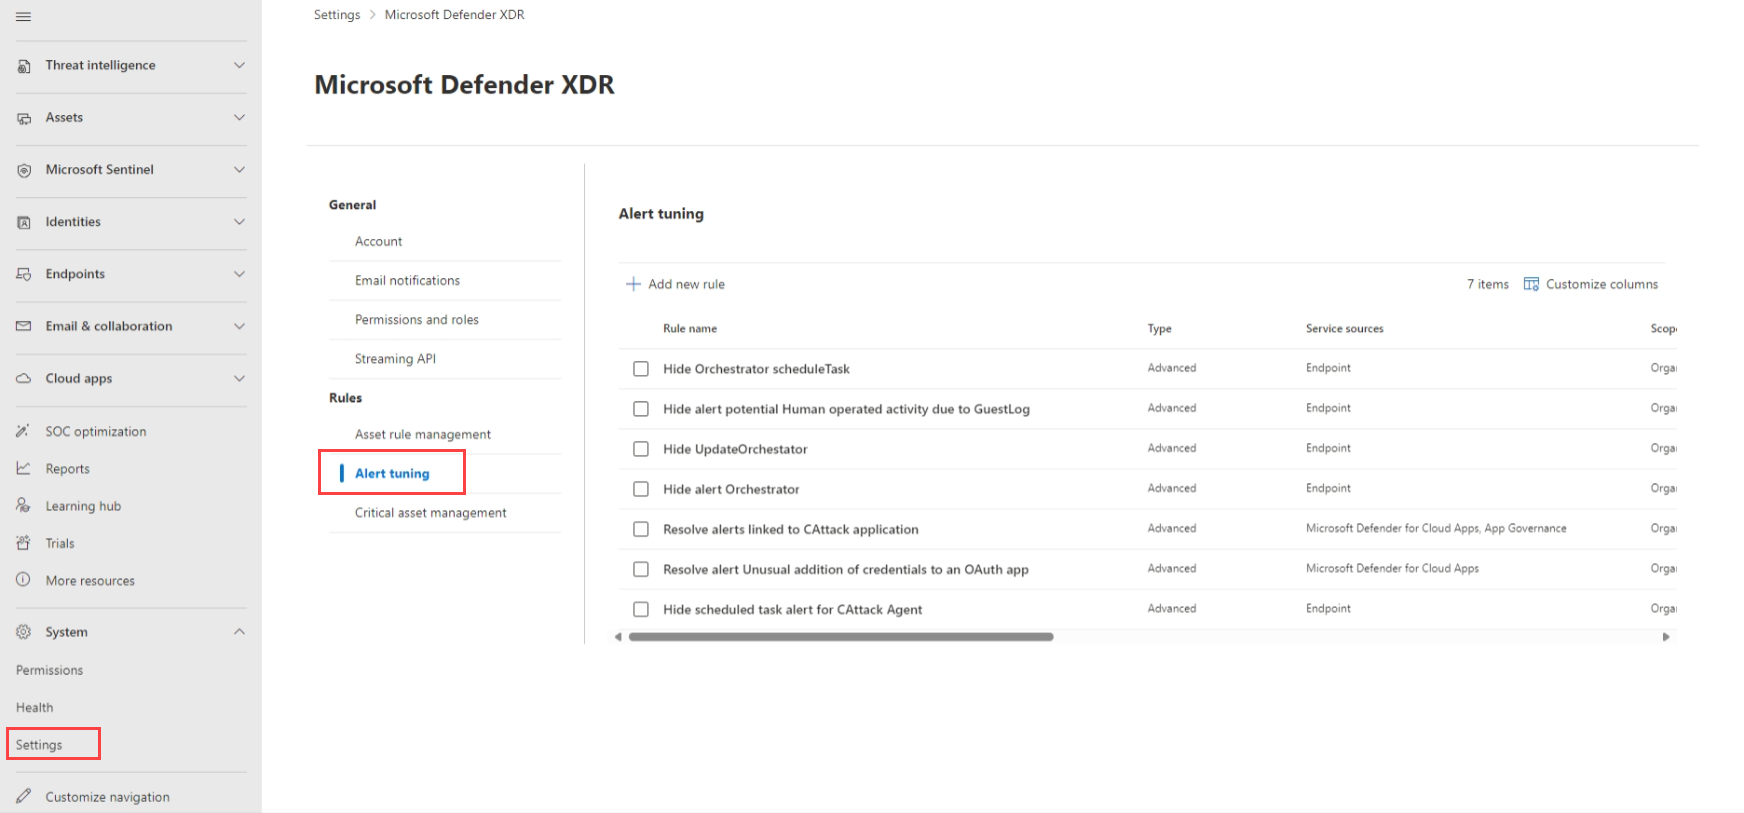 Settings > Microsoft Defender XDR
Threat intelligence
Assets
Microsoft Sentinel
Identities
Endpoints
Email & collaboration
Cloud apps
SOC optimization
Reports
Learning hub
Trials
More resources
System
Permissions
Health
Settings
Customize navigation
Microsoft Defender XDR
General
Account
Email notifications
Permissions and roles
Streaming API
Rules
Asset rule management
Alert tuning
Critical asset management
Alert tuning
Add new rule 7 items Customize columns
Rule name Type Service sources Scop
Hide Orchestrator scheduleTask Advanced Endpoint Orga
Hide alert potential Human operated activity due to GuestLog Advanced Endpoint Orga
Hide UpdateOrchestator Advanced Endpoint Orga
Hide alert Orchestrator Advanced Endpoint Orga
Resolve alerts linked to CAttack application Advanced Microsoft Defender for Cloud Apps, App Governance Orga
Resolve alert Unusual addition of credentials to an OAuth app Advanced Microsoft Defender for Cloud Apps Orga
Hide scheduled task alert for CAttack Agent Advanced Endpoint Orga